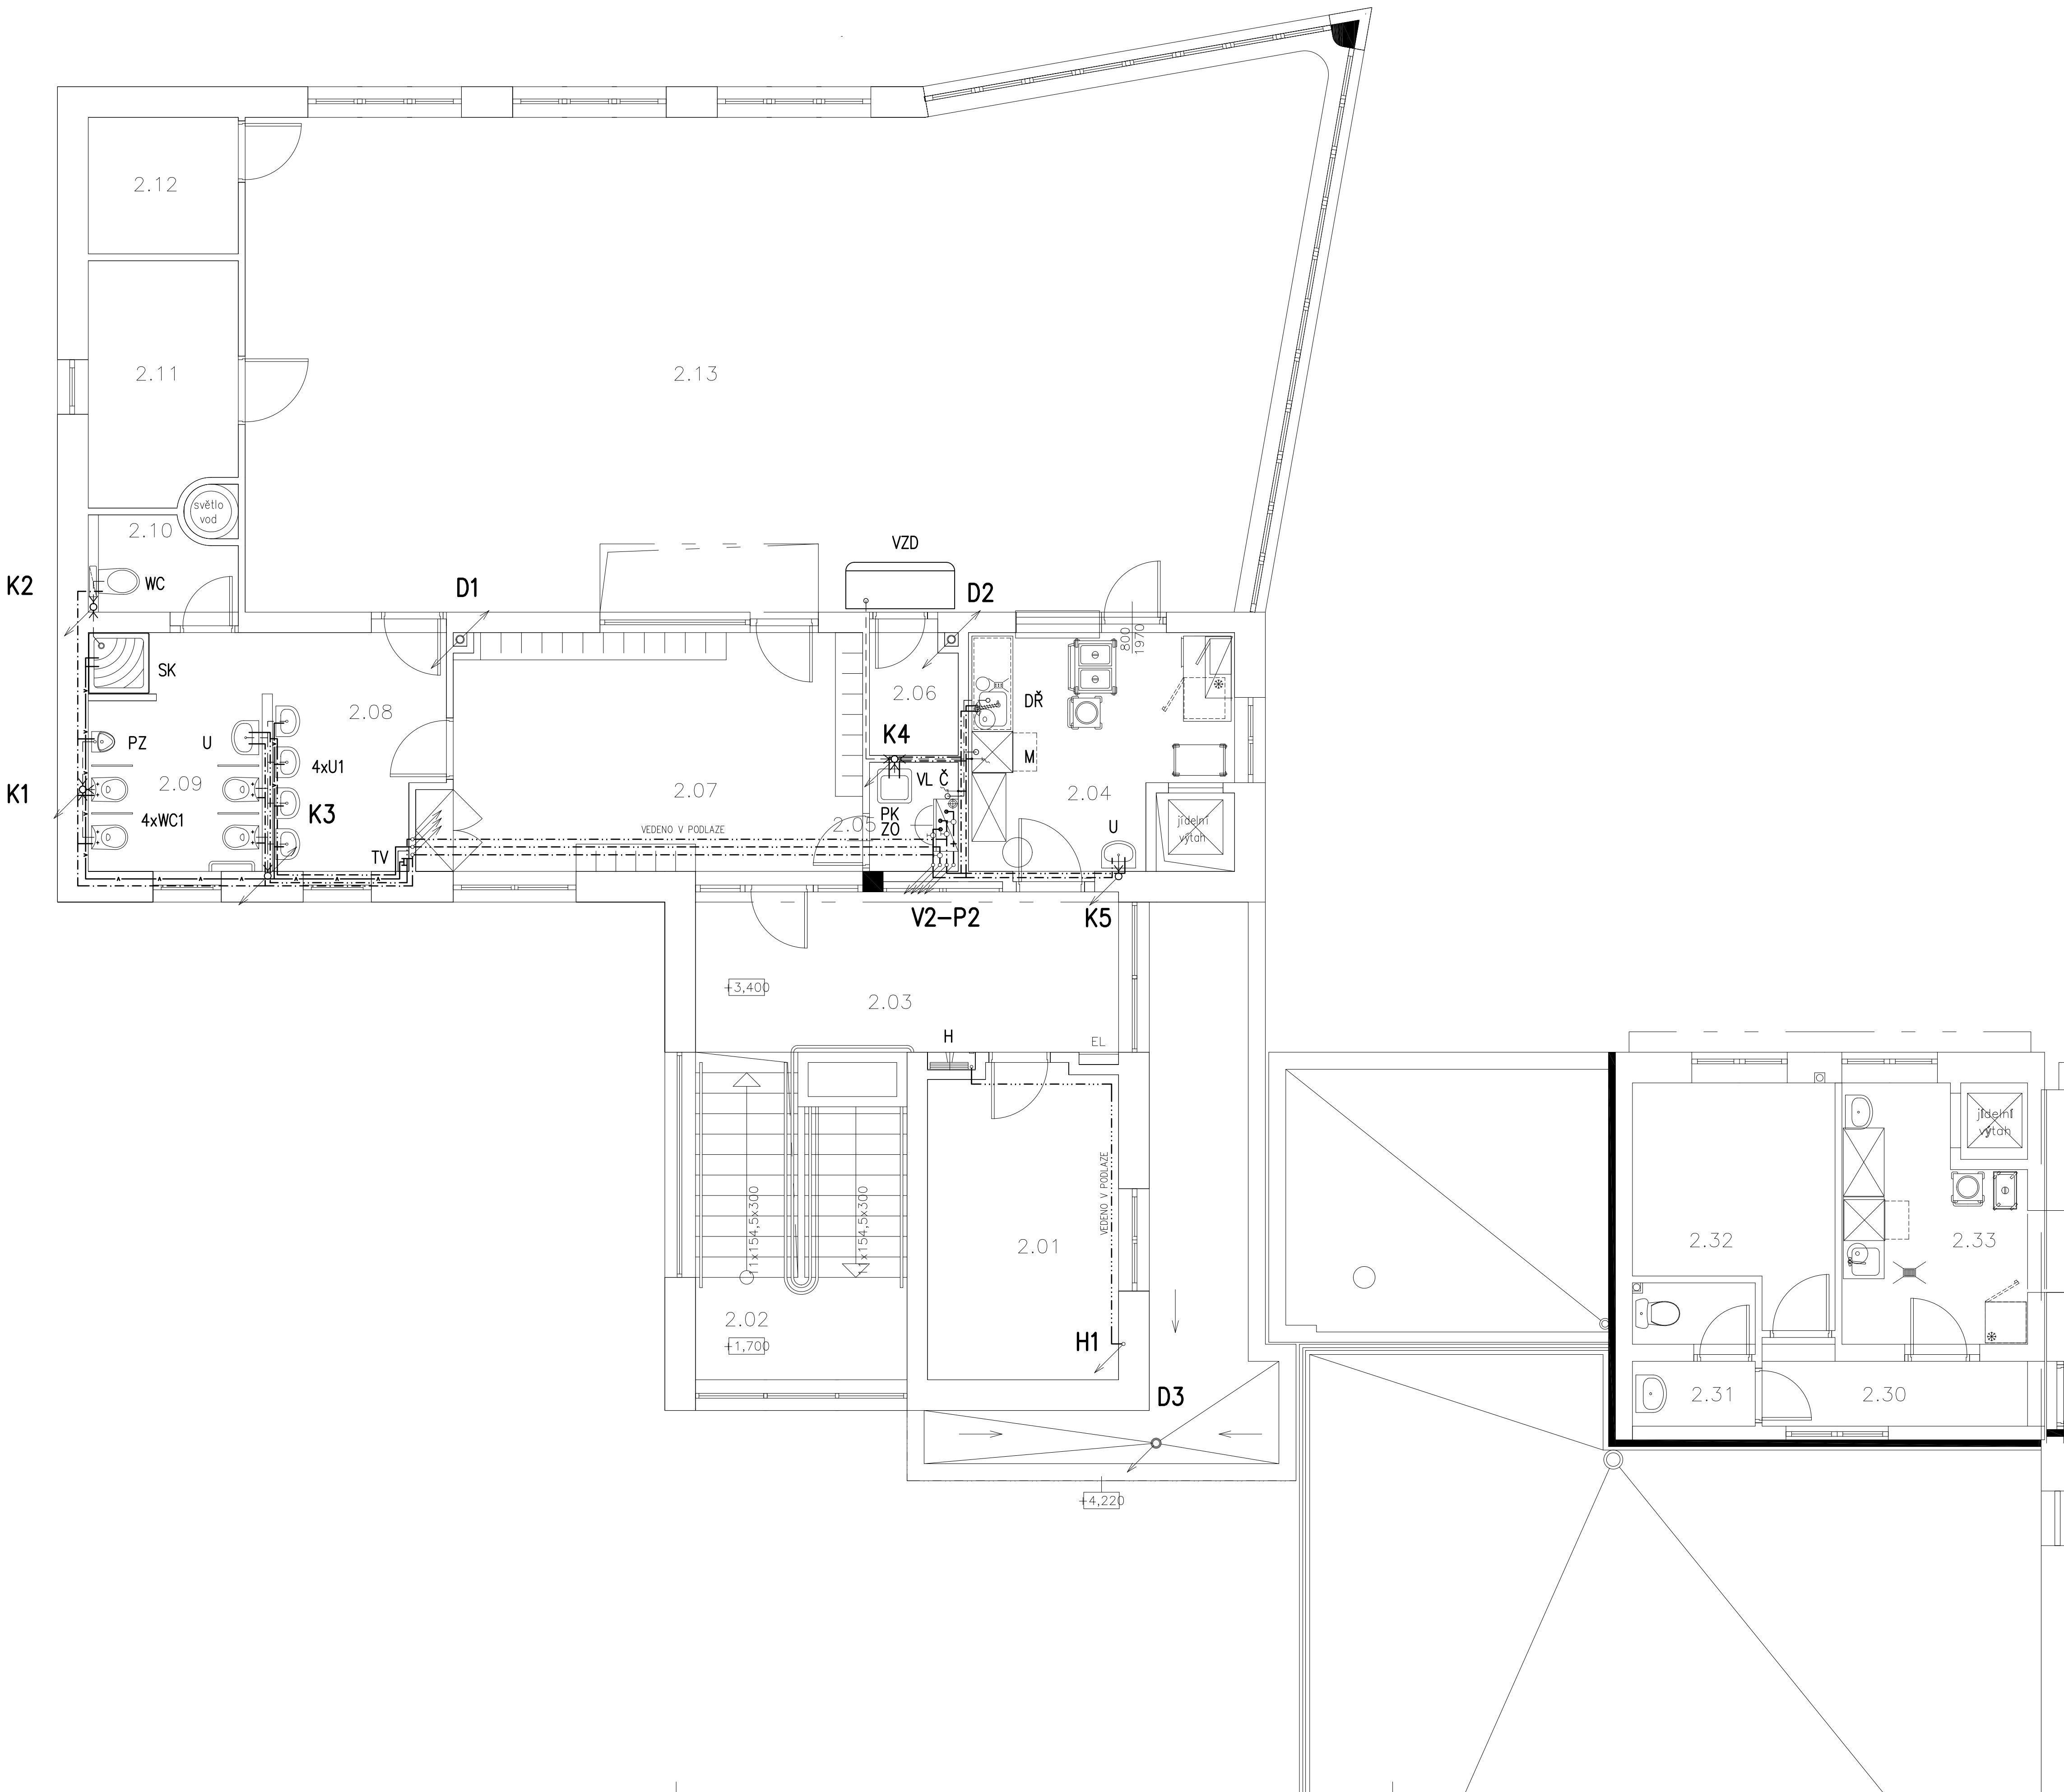 2.12
2.11
2.13
světlo
vod
2.10
VZD
K2
WC
D1
D2
800
1970
SK
2.06
DŘ
2.08
PZ
U
K4
4xU1
M
VL Č
2.09
K1
2.07
2.04
4xWC1
K3
PK
ZO
2.05
VEDENO V PODLAZE
U
jídelní
výtah
TV
V2-P2
K5
+3,400
2.03
H
EL
jídelní
výtah
VEDENO V PODLAZE
11x154,5x300
11x154,5x300
2.01
2.32
2.33
2.02
+1,700
H1
D3
2.31
2.30
+4,220